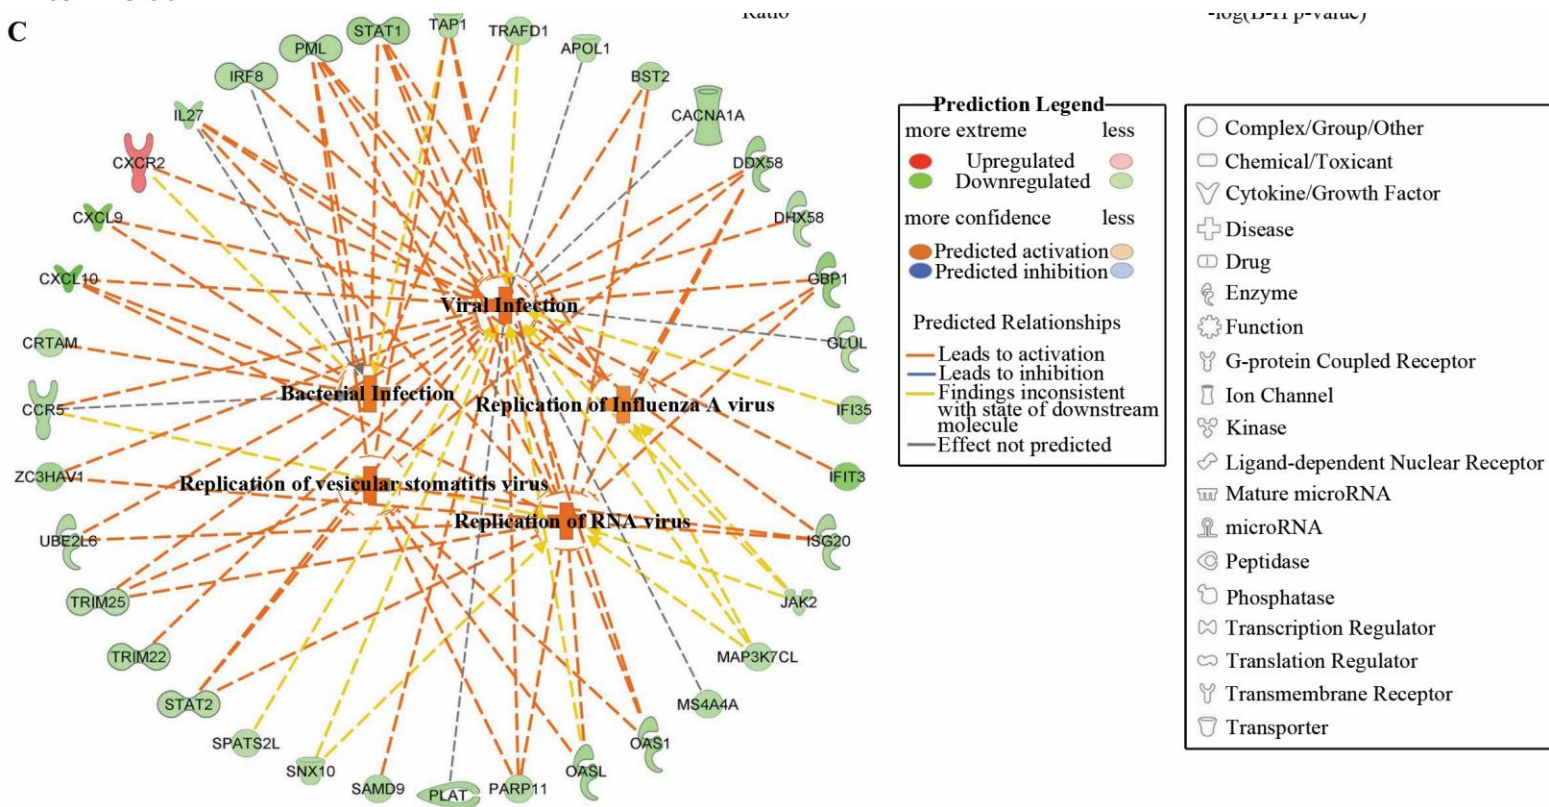 Ratio
-log(B-H p-value)
C
STAT1
TAP1
TRAFD1
PML
APOL1
IRF8
BST2
IL27
CACNA1A
CXCR2
DDX58
CXCL9
DHX58
CXCL10
GBP1
Viral Infection
CRTAM
GLUL
Bacterial Infection
Replication of Influenza A virus
CCR5
IFI35
ZC3HAV1
IFIT3
Replication of vesicular stomatitis virus
Replication of RNA virus
UBE2L6
ISG20
TRIM25
JAK2
TRIM22
MAP3K7CL
STAT2
MS4A4A
SPATS2L
OAS1
SNX10
OASL
SAMD9
PLAT
PARP11
Prediction Legend
more extreme less
Upregulated
Downregulated
more confidence less
Predicted activation
Predicted inhibition
Predicted Relationships
Leads to activation
Leads to inhibition
Findings inconsistent
with state of downstream
molecule
Effect not predicted
Complex/Group/Other
Chemical/Toxicant
Cytokine/Growth Factor
Disease
Drug
Enzyme
Function
G-protein Coupled Receptor
Ion Channel
Kinase
Ligand-dependent Nuclear Receptor
Mature microRNA
microRNA
Peptidase
Phosphatase
Transcription Regulator
Translation Regulator
Transmembrane Receptor
Transporter